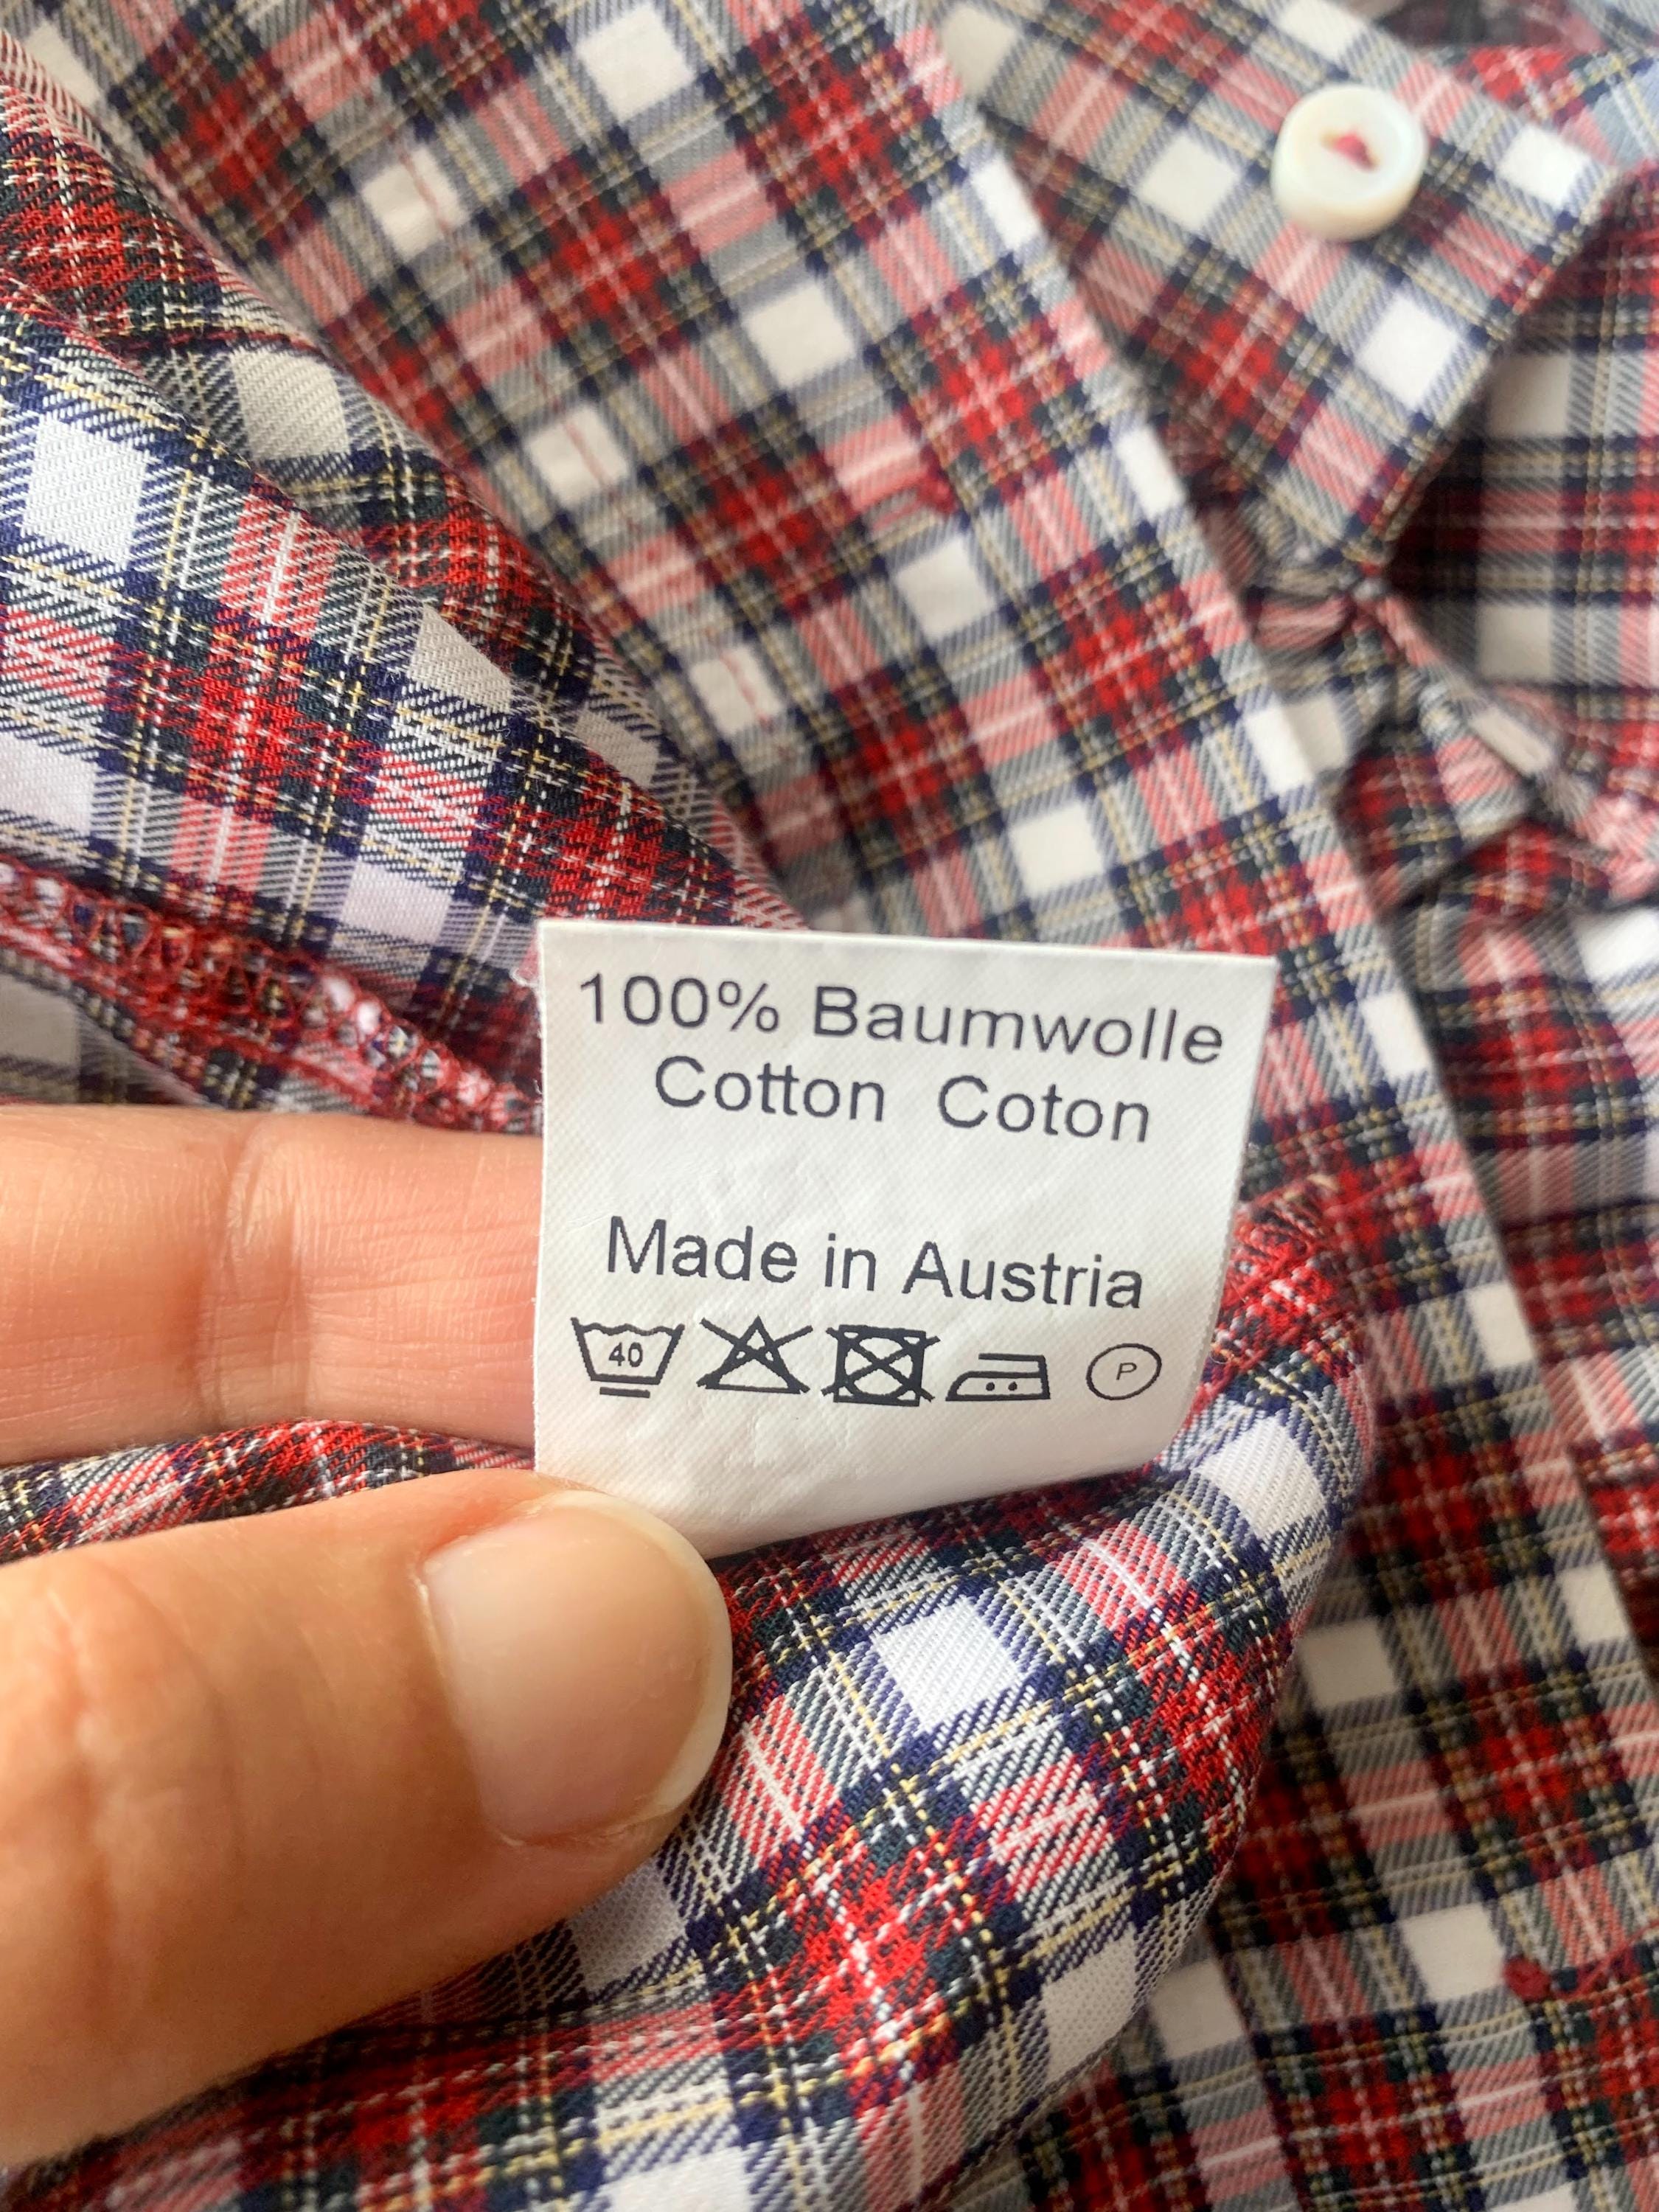 100% Baumwolle
Cotton Coton
Made in Austria
40 P